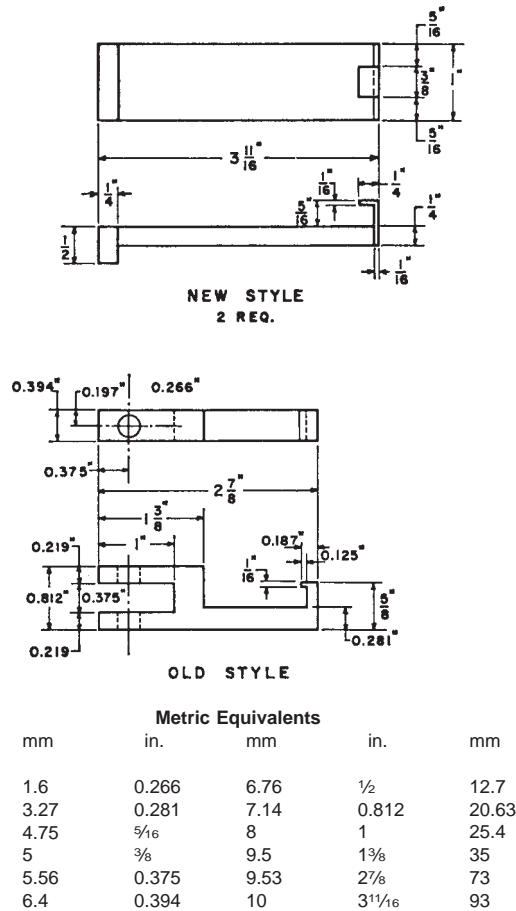 5/16"
3/8"
1"
5/16"
3 11/16"
1/4"
1/16"
1/4"
5/16"
1/4"
1/2
1/16"
NEW STYLE
2 REQ.
0.394"
0.197"
0.266"
0.375"
2 7/8"
1 3/8"
1"
0.187"
0.219"
0.125"
1/16"
0.812"
0.375"
5/8"
0.281"
0.219
OLD STYLE
Metric Equivalents
mm in. mm in. mm
1.6 0.266 6.76 ½ 12.7
3.27 0.281 7.14 0.812 20.63
4.75 5⁄16 8 1 25.4
5 ⅜ 9.5 1⅜ 35
5.56 0.375 9.53 2⅞ 73
6.4 0.394 10 311⁄16 93